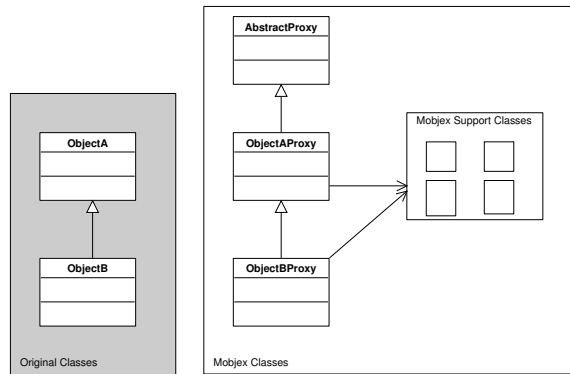 AbstractProxy
ObjectA
ObjectAProxy
Mobjex Support Classes
ObjectB
ObjectBProxy
Original Classes
Mobjex Classes